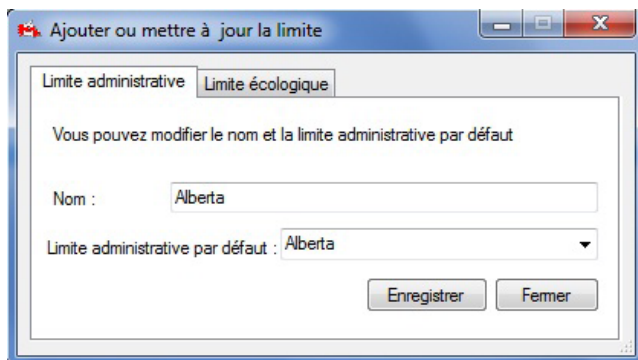 Ajouter ou mettre à jour la limite
Limite administrative
Limite écologique
Vous pouvez modifier le nom et la limite administrative par défaut
Nom : Alberta
Limite administrative par défaut : Alberta
Enregistrer Fermer